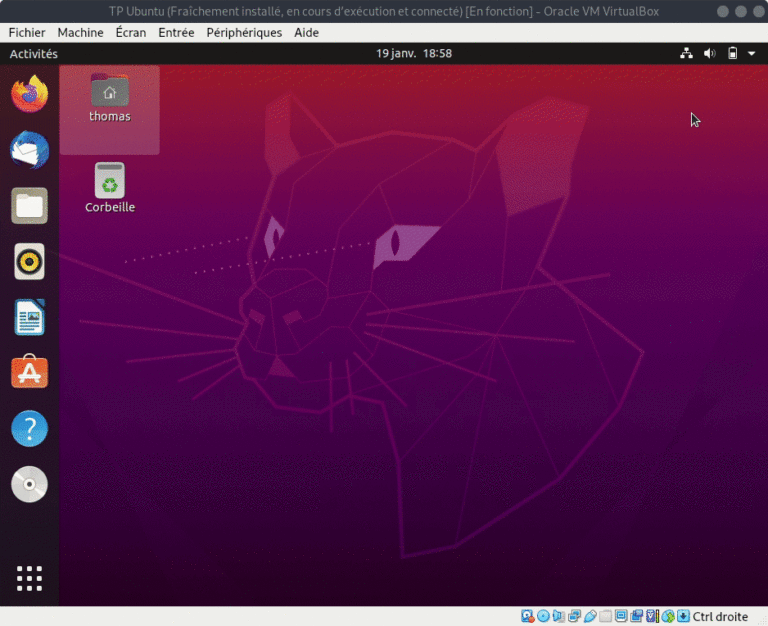 TP Ubuntu (Fraîchement installé, en cours d'exécution et connecté) [En fonction] - Oracle VM VirtualBox
Fichier Machine Écran Entrée Périphériques Aide
Activités 19 janv. 18:58
thomas
Corbeille
Ctrl droite